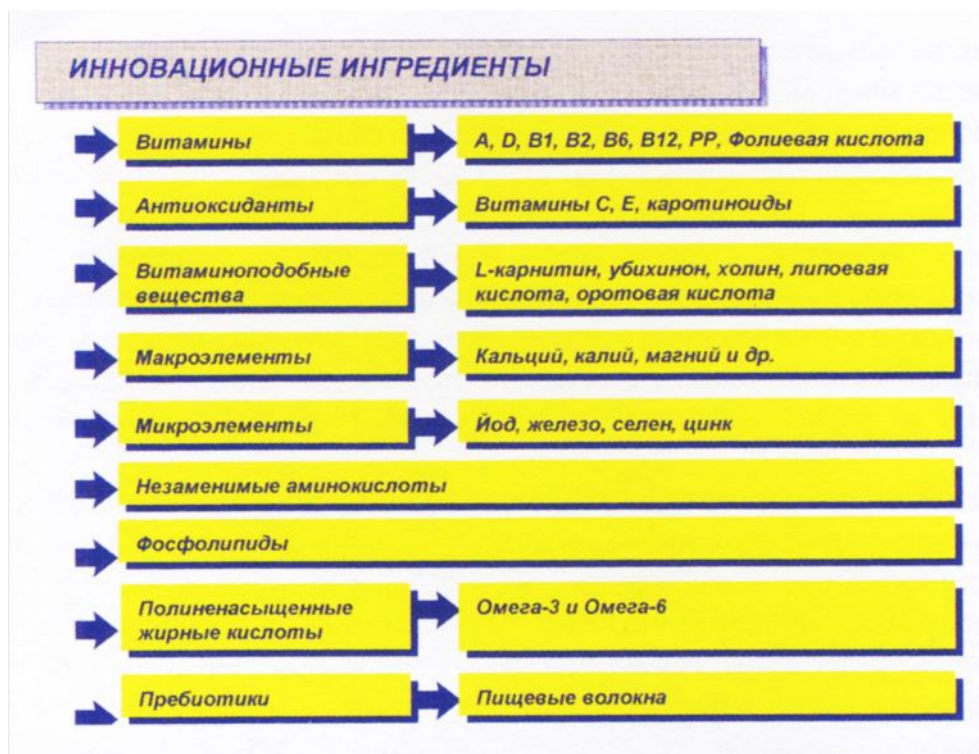 ИННОВАЦИОННЫЕ ИНГРЕДИЕНТЫ
Витамины
А, D, B1, B2, B6, B12, PP, Фолиевая кислота
Антиоксиданты
Витамины С, Е, каротиноиды
Витаминоподобные
вещества
L-карнитин, убихинон, холин, липоевая
кислота, оротовая кислота
Макроэлементы
Кальций, калий, магний и др.
Микроэлементы
Йод, железо, селен, цинк
Незаменимые аминокислоты
Фосфолипиды
Полиненасыщенные
жирные кислоты
Омега-3 и Омега-6
Пребиотики
Пищевые волокна